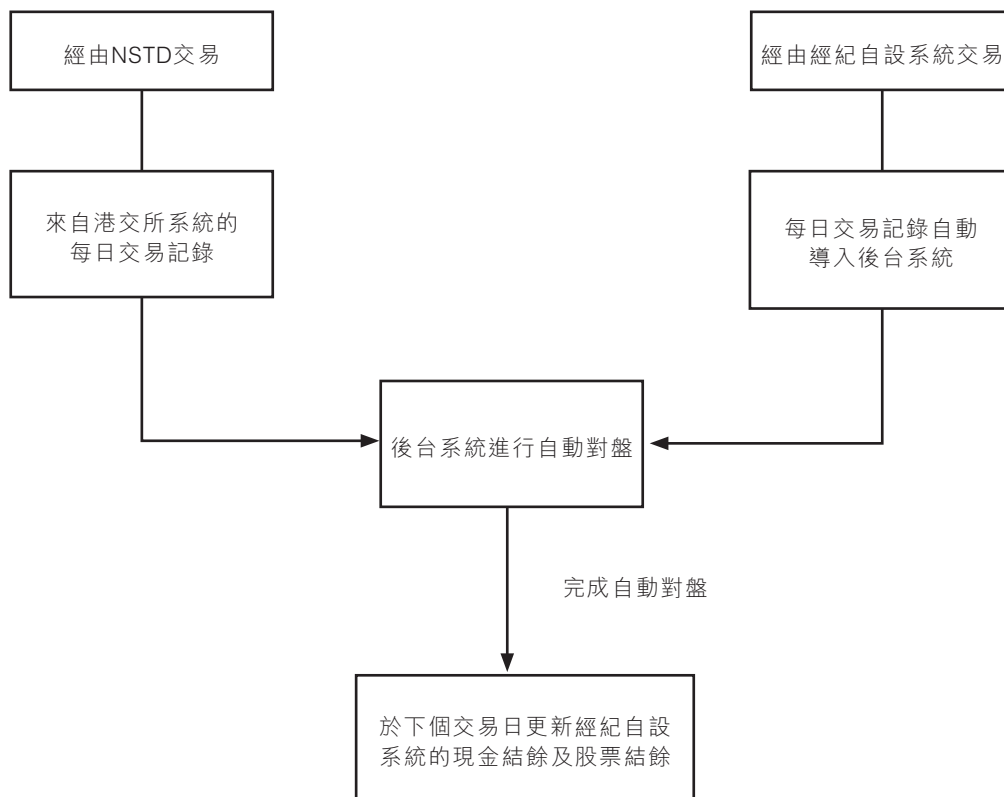 經由NSTD交易
經由經紀自設系統交易
來自港交所系統的
每日交易記錄
每日交易記錄自動
導入後台系統
後台系統進行自動對盤
完成自動對盤
於下個交易日更新經紀自設
系統的現金結餘及股票結餘